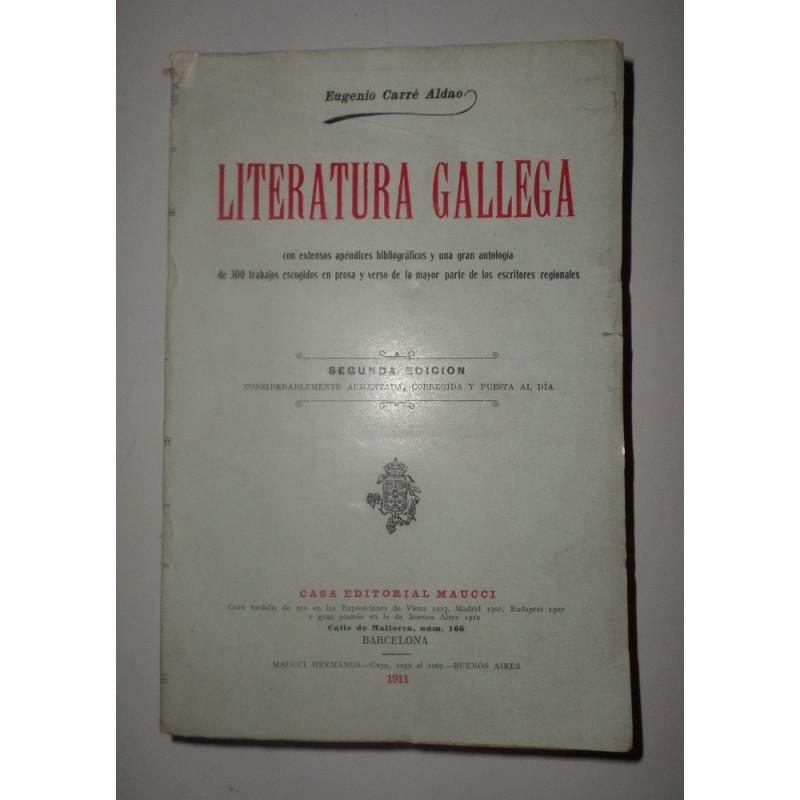 Eugenio Carré Aldao
LITERATURA GALLEGA
con extensos apéndices bibliográficos y una gran antología
de 300 trabajos escogidos en prosa y verso de la mayor parte de los escritores regionales
SEGUNDA EDICION
CONSIDERABLEMENTE AUMENTADA, CORREGIDA Y PUESTA AL DÍA
CASA EDITORIAL MAUCCI
Gran medalla de oro en las Exposiciones de Viena 1903, Madrid 1907, Budapest 1907
y gran premio en la de Buenos Aires 1910
Calle de Mallorca, núm. 166
BARCELONA
MAUCCI HERMANOS.—Cuyo, 1059 al 1065.—BUENOS AIRES
1911